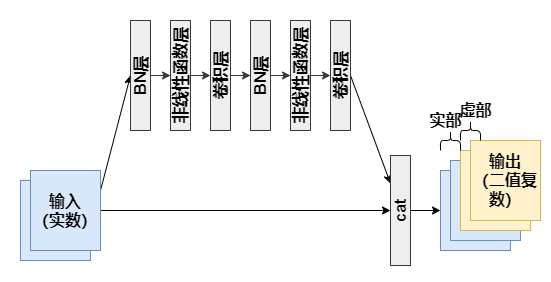 BN层
非线性函数层
卷积层
BN层
非线性函数层
卷积层
虚部
实部
输入
(实数)
cat
输出
(二值复
数)